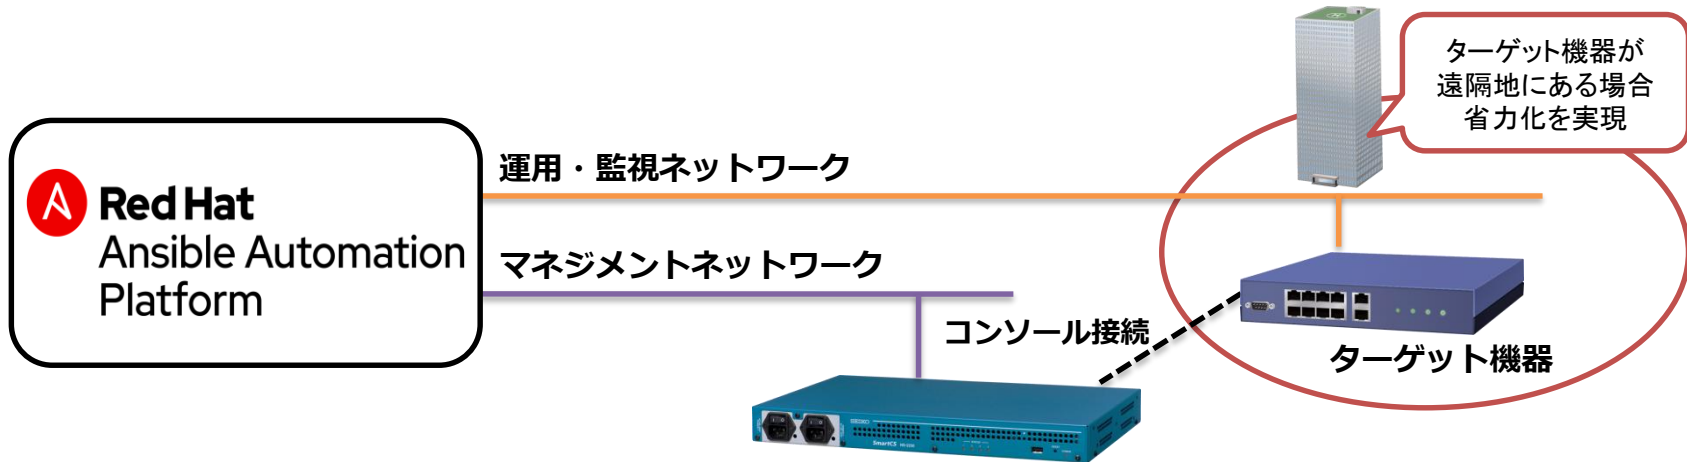 ターゲット機器が
遠隔地にある場合
省力化を実現
運用・監視ネットワーク
Red Hat
Ansible Automation
Platform
マネジメントネットワーク
コンソール接続
ターゲット機器
SEIKO
SmartCS